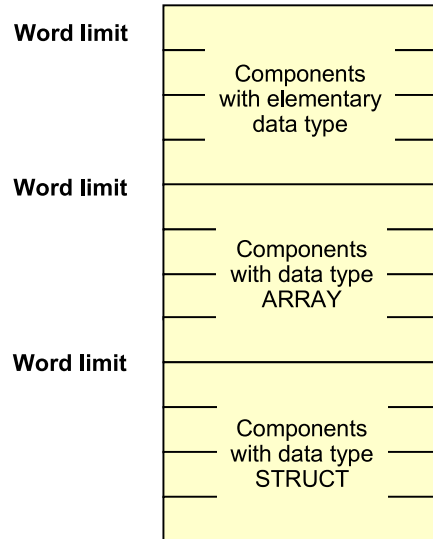 Word limit
Components
with elementary
data type
Word limit
Components
with data type
ARRAY
Word limit
Components
with data type
STRUCT